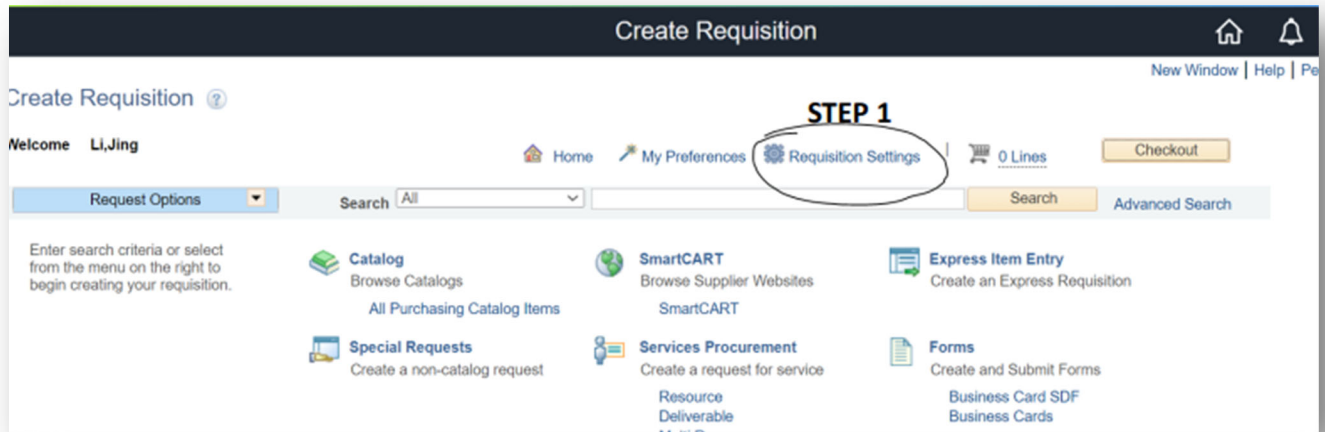 Create Requisition
New Window | Help | Pe
Create Requisition ?
Welcome Li,Jing
STEP 1
Home My Preferences Requisition Settings | 0 Lines Checkout
Request Options Search All Search Advanced Search
Enter search criteria or select
from the menu on the right to
begin creating your requisition.
Catalog
Browse Catalogs
All Purchasing Catalog Items
SmartCART
Browse Supplier Websites
SmartCART
Express Item Entry
Create an Express Requisition
Special Requests
Create a non-catalog request
Services Procurement
Create a request for service
Resource
Deliverable
Forms
Create and Submit Forms
Business Card SDF
Business Cards